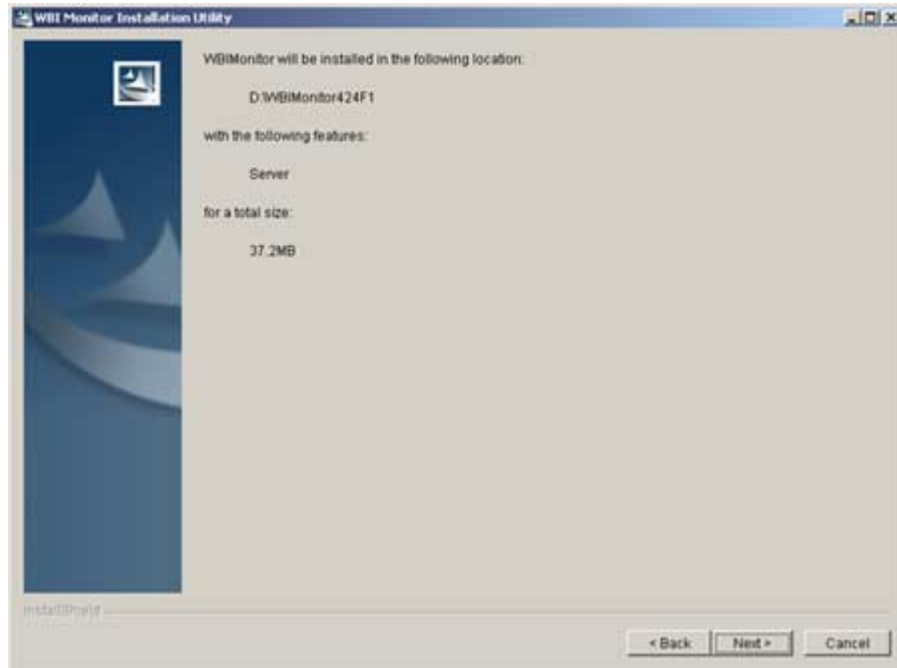 WBI Monitor Installation Utility
WBIMonitor will be installed in the following location:
D:\WBIMonitor424F1
with the following features:
Server
for a total size:
37.2MB
InstallShield
< Back Next > Cancel